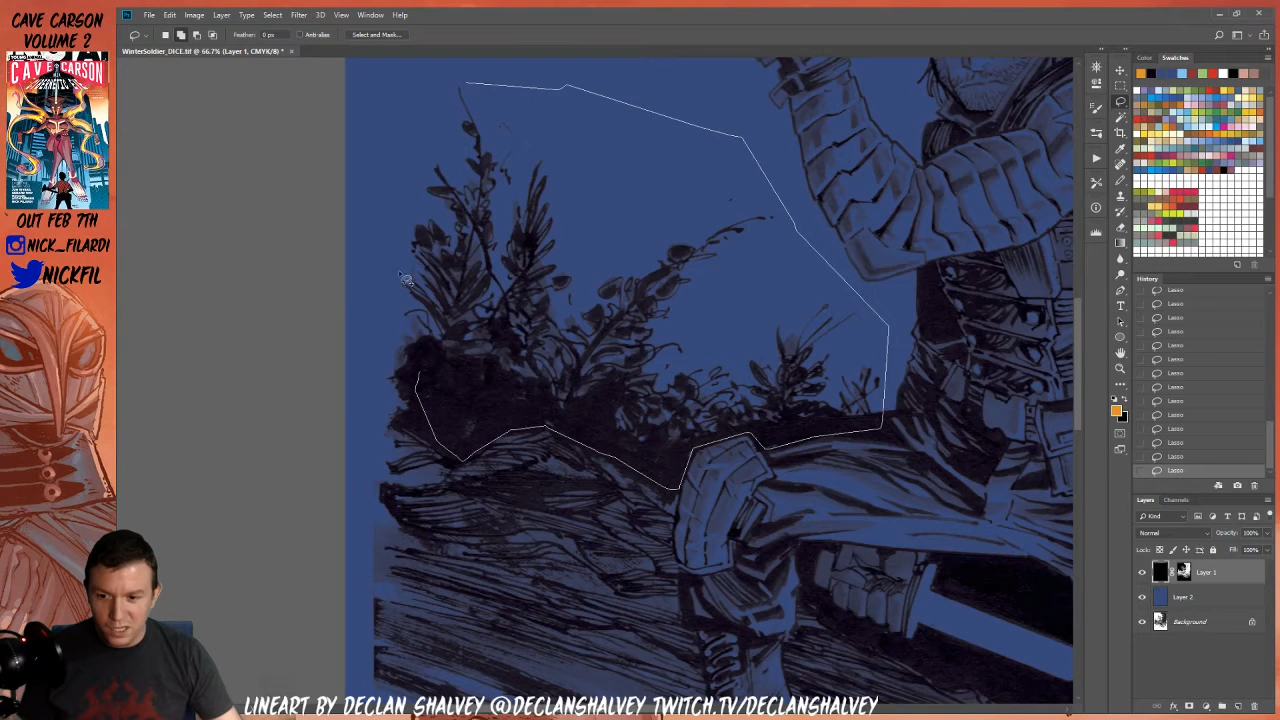 CAVE CARSON
VOLUME 2
CAVE CARSON
OUT FEB 7TH
NICK_FILARDI
NICKFIL
Ps File Edit Image Layer Type Select Filter 3D View Window Help
Feather: 0 px Anti-alias Select and Mask...
WinterSoldier_DICE.tif @ 66.7% (Layer 1, CMYK/8) * ×
Color Swatches
History
Lasso
Lasso
Lasso
Lasso
Lasso
Lasso
Lasso
Lasso
Lasso
Lasso
Lasso
Lasso
Lasso
Lasso
Layers Channels
Kind
Normal Opacity: 100%
Lock: Fill: 100%
Layer 1
Layer 2
Background
LINEART BY DECLAN SHALVEY @DECLANSHALVEY TWITCH.TV/DECLANSHALVEY